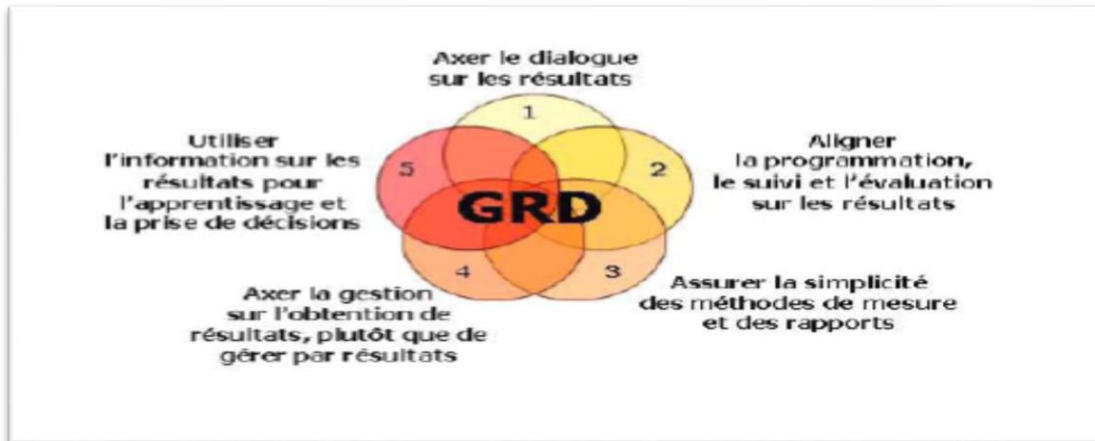 Axer le dialogue
sur les résultats
1
Aligner
la programmation,
le suivi et l'évaluation
sur les résultats
2
Assurer la simplicité
des méthodes de mesure
et des rapports
3
Axer la gestion
sur l'obtention de
résultats, plutôt que de
gérer par résultats
4
Utiliser
l'information sur les
résultats pour
l'apprentissage et
la prise de décisions
5
GRD